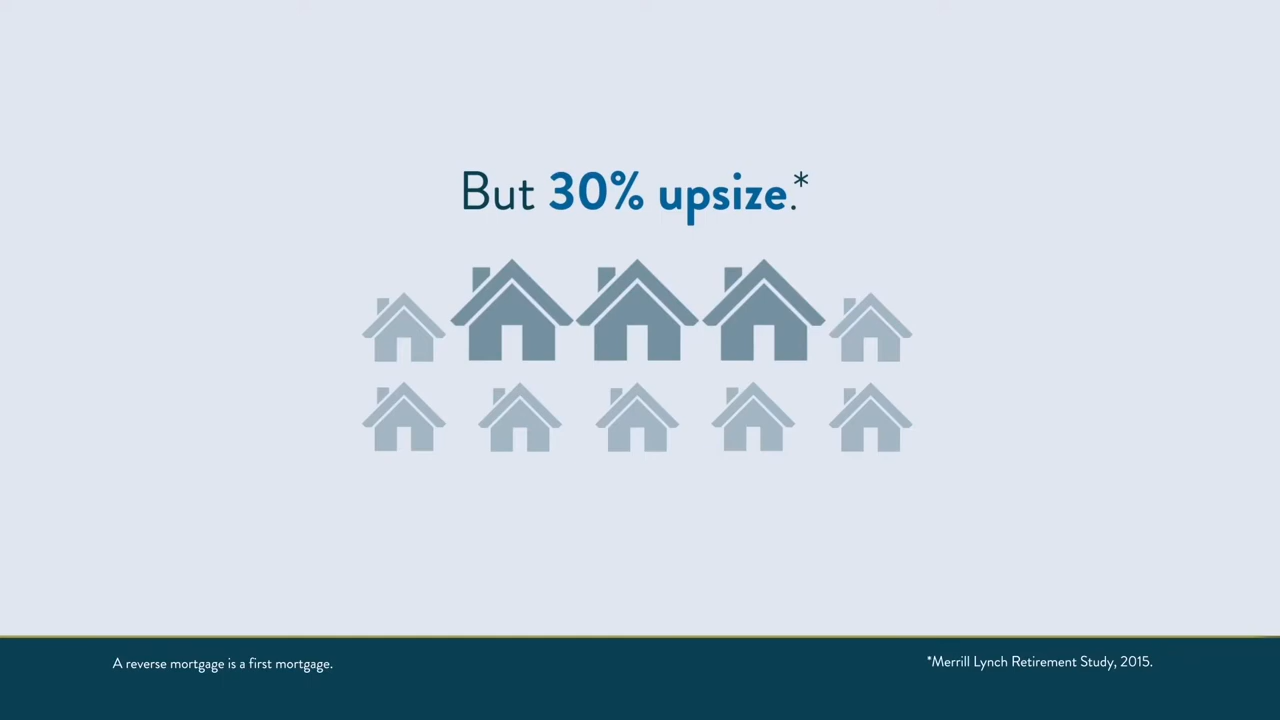 But 30% upsize.*
A reverse mortgage is a first mortgage.
*Merrill Lynch Retirement Study, 2015.